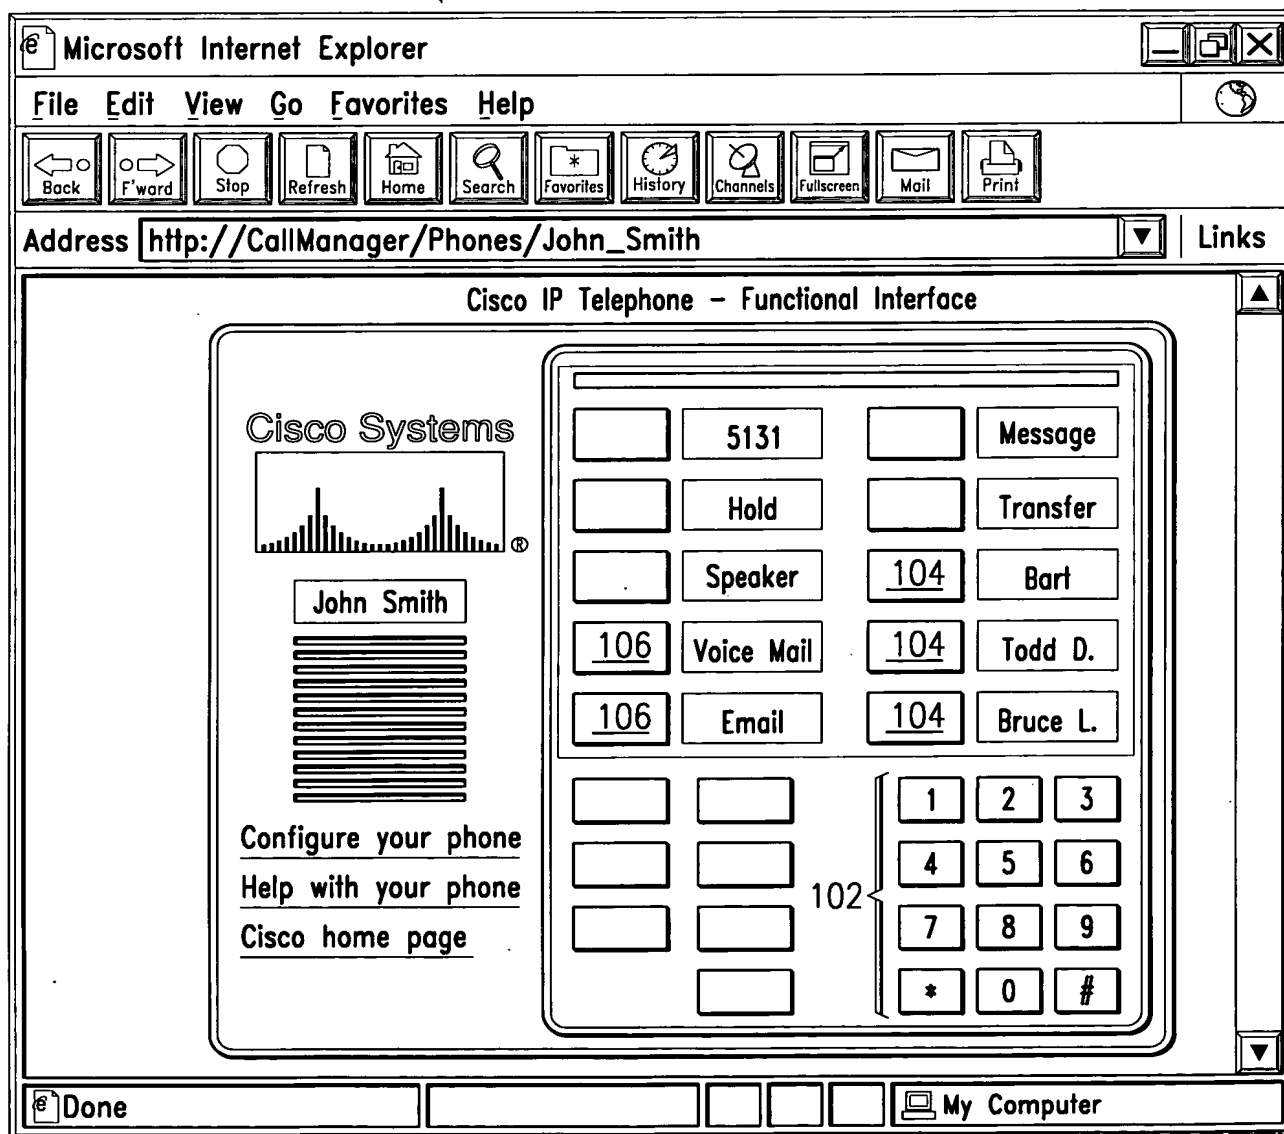 Microsoft Internet Explorer
File Edit View Go Favorites Help
Back F'ward Stop Refresh Home Search Favorites History Channels Fullscreen Mail Print
Address http://CallManager/Phones/John_Smith Links
Cisco IP Telephone – Functional Interface
Cisco Systems
®
John Smith
Configure your phone
Help with your phone
Cisco home page
5131 Message
Hold Transfer
Speaker 104 Bart
106 Voice Mail 104 Todd D.
106 Email 104 Bruce L.
102
1 2 3
4 5 6
7 8 9
* 0 #
Done My Computer